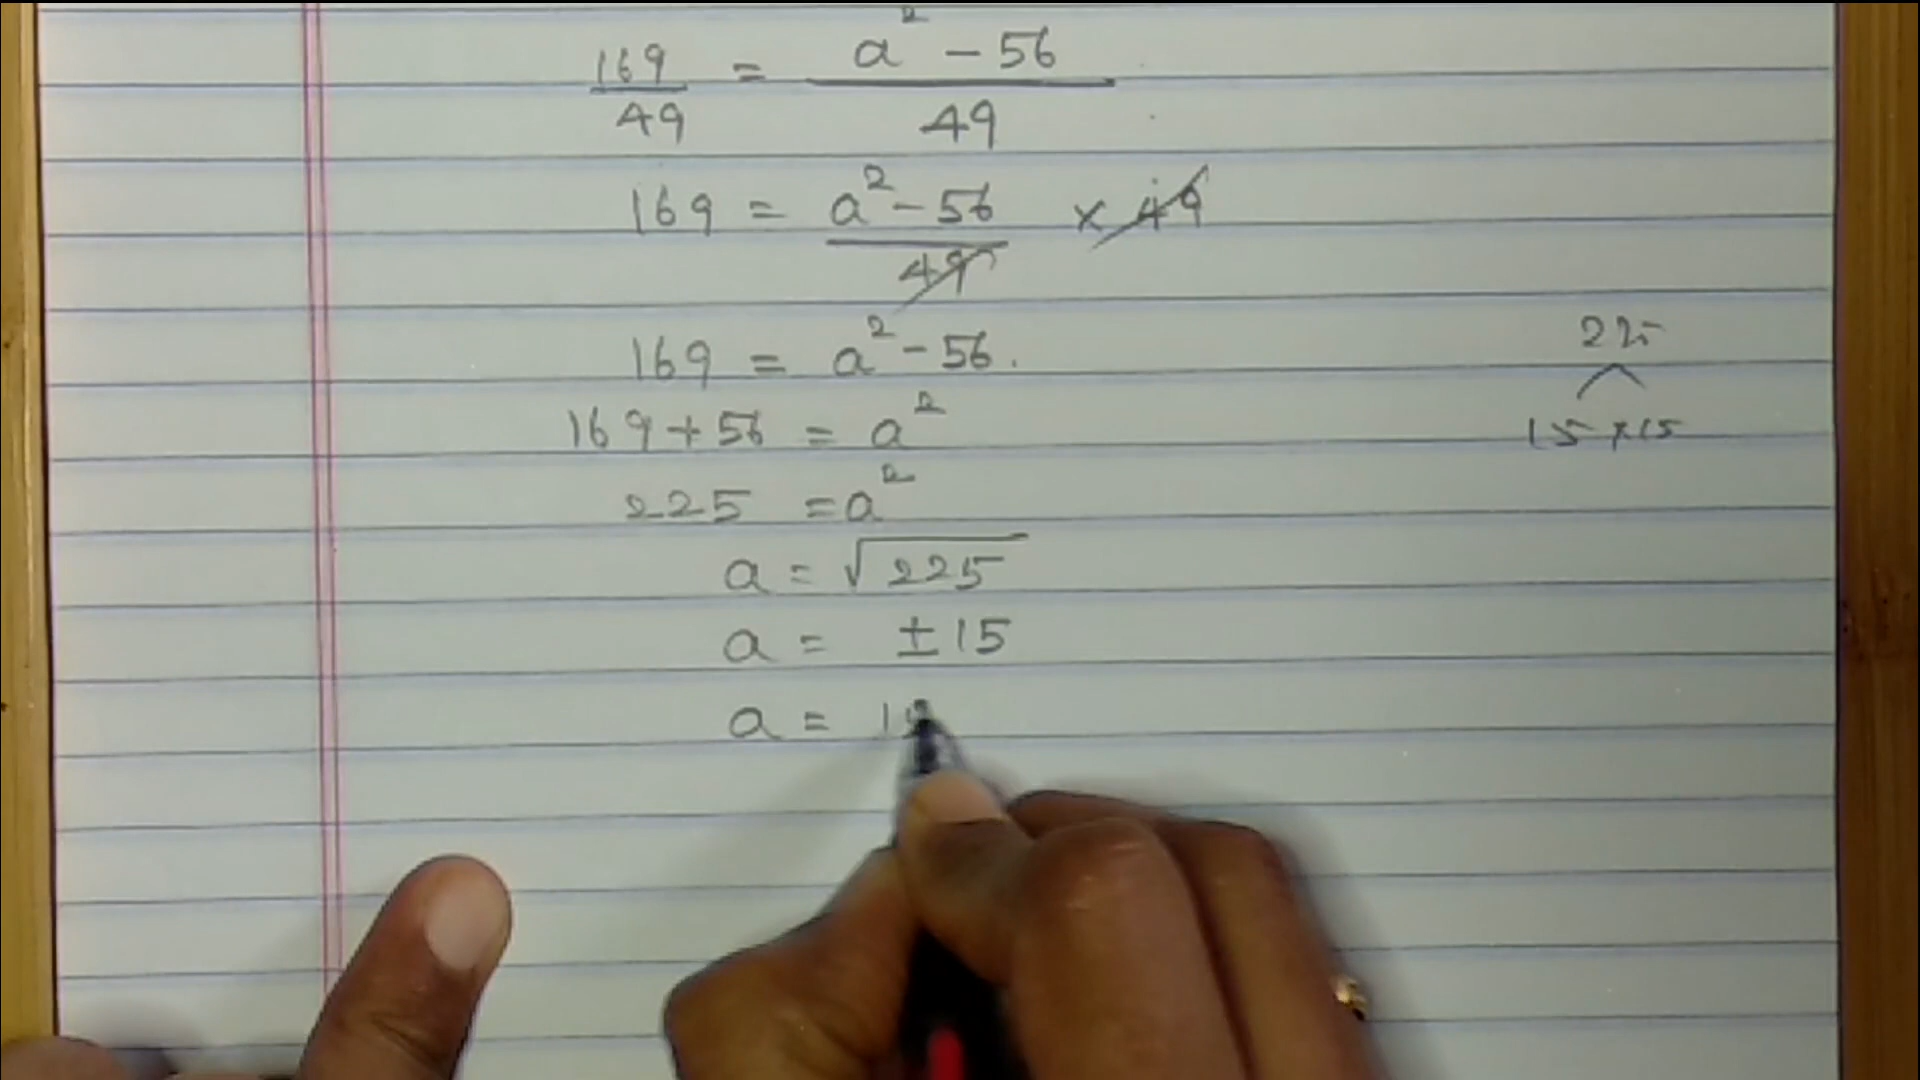 169/49 = a² - 56/49
169 = a² - 56/49 × 49
169 = a² - 56.
169 + 56 = a²
225 = a²
a = √225
a = ±15
a = 1
225
15 × 15